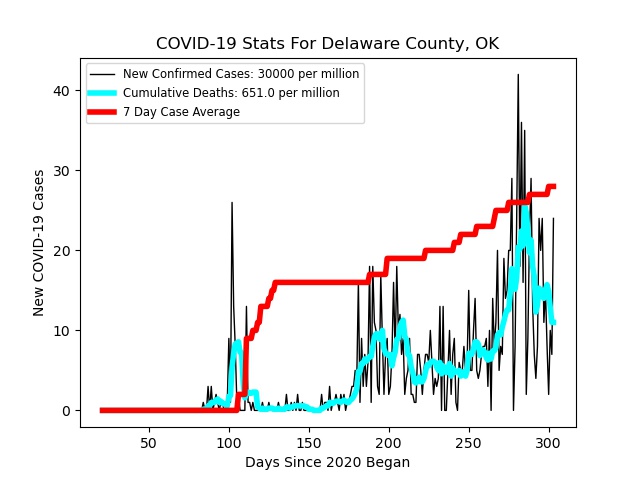 COVID-19 Stats For Delaware County, OK
New Confirmed Cases: 30000 per million
Cumulative Deaths: 651.0 per million
7 Day Case Average
New COVID-19 Cases
40
30
20
10
0
50
100
150
200
250
300
Days Since 2020 Began